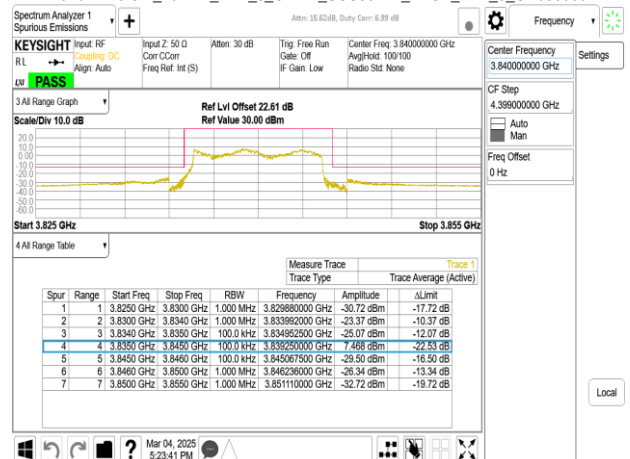 Spectrum Analyzer 1
Spurious Emissions
Attn: 15.62dB, Duty Corr: 6.99 dB
Frequency
KEYSIGHT
Input: RF
Input Z: 50 Ω
Atten: 30 dB
Trig: Free Run
Center Freq: 3.840000000 GHz
RL
Coupling: DC
Corr CCorr
Gate: Off
Avg|Hold: 100/100
Align: Auto
Freq Ref: Int (S)
IF Gain: Low
Radio Std: None
LXI
PASS
Center Frequency
3.840000000 GHz
Settings
CF Step
4.399000000 GHz
Auto
Man
Freq Offset
0 Hz
3 All Range Graph
Ref Lvl Offset 22.61 dB
Scale/Div 10.0 dB
Ref Value 30.00 dBm
20.0
10.0
0.00
-10.0
-20.0
-30.0
-40.0
-50.0
-60.0
Start 3.825 GHz
Stop 3.855 GHz
4 All Range Table
Measure Trace Trace 1
Trace Type Trace Average (Active)
Spur Range Start Freq Stop Freq RBW Frequency Amplitude ΔLimit
1 1 3.8250 GHz 3.8300 GHz 1.000 MHz 3.829880000 GHz -30.72 dBm -17.72 dB
2 2 3.8300 GHz 3.8340 GHz 1.000 MHz 3.833992000 GHz -23.37 dBm -10.37 dB
3 3 3.8340 GHz 3.8350 GHz 100.0 kHz 3.834952500 GHz -25.07 dBm -12.07 dB
4 4 3.8350 GHz 3.8450 GHz 100.0 kHz 3.839250000 GHz 7.468 dBm -22.53 dB
5 5 3.8450 GHz 3.8460 GHz 100.0 kHz 3.845067500 GHz -29.50 dBm -16.50 dB
6 6 3.8460 GHz 3.8500 GHz 1.000 MHz 3.846236000 GHz -26.34 dBm -13.34 dB
7 7 3.8500 GHz 3.8550 GHz 1.000 MHz 3.851110000 GHz -32.72 dBm -19.72 dB
Local
Mar 04, 2025
5:23:41 PM